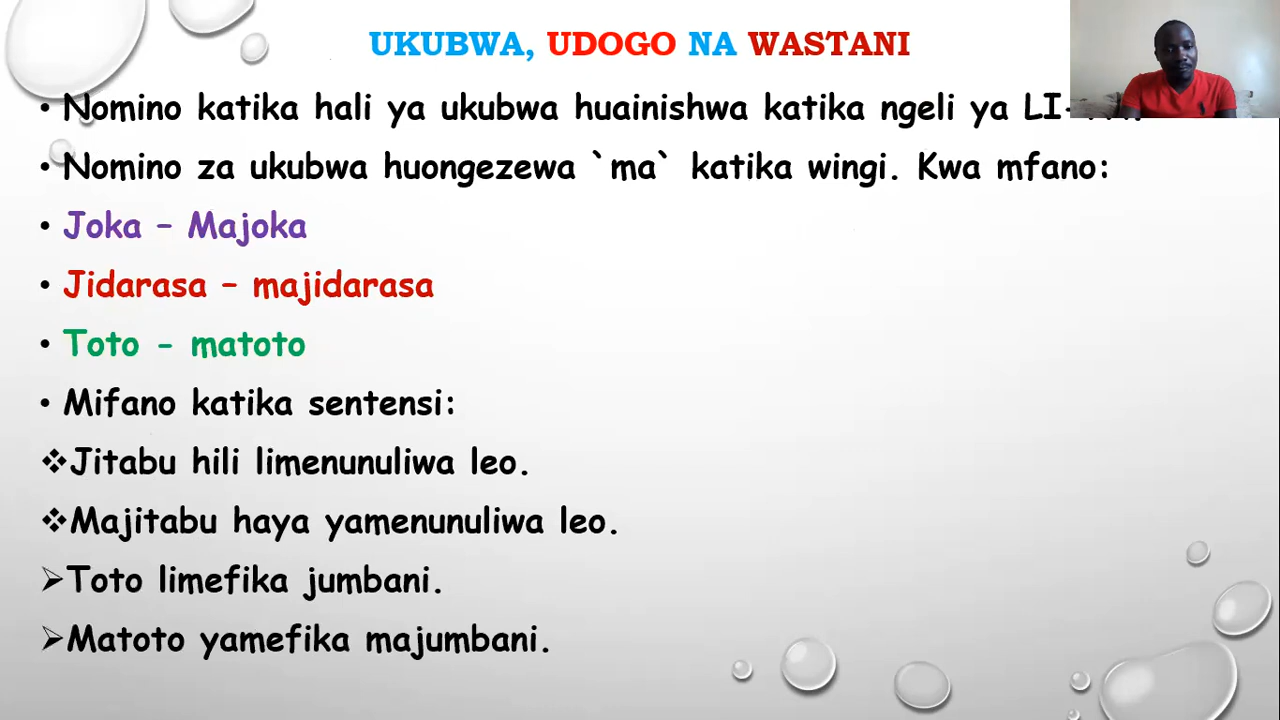 UKUBWA, UDOGO NA WASTANI
• Nomino katika hali ya ukubwa huainishwa katika ngeli ya LI-
• Nomino za ukubwa huongezewa `ma` katika wingi. Kwa mfano:
• Joka – Majoka
• Jidarasa – majidarasa
• Toto – matoto
• Mifano katika sentensi:
❖Jitabu hili limenunuliwa leo.
❖Majitabu haya yamenunuliwa leo.
➢Toto limefika jumbani.
➢Matoto yamefika majumbani.